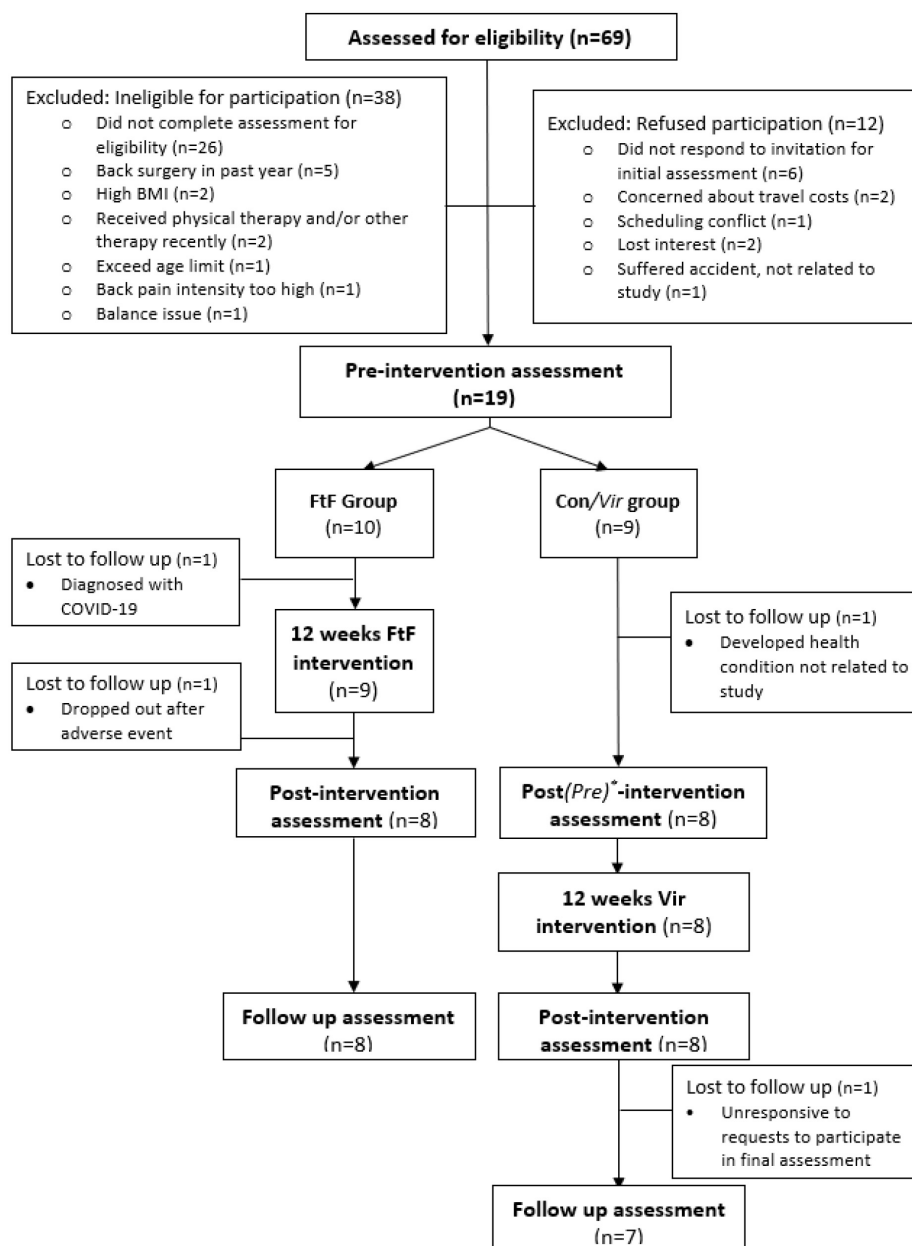 Assessed for eligibility (n=69)
Excluded: Ineligible for participation (n=38)
o Did not complete assessment for
eligibility (n=26)
o Back surgery in past year (n=5)
o High BMI (n=2)
o Received physical therapy and/or other
therapy recently (n=2)
o Exceed age limit (n=1)
o Back pain intensity too high (n=1)
o Balance issue (n=1)
Excluded: Refused participation (n=12)
o Did not respond to invitation for
initial assessment (n=6)
o Concerned about travel costs (n=2)
o Scheduling conflict (n=1)
o Lost interest (n=2)
o Suffered accident, not related to
study (n=1)
Pre-intervention assessment
(n=19)
FtF Group
(n=10)
Con/Vir group
(n=9)
Lost to follow up (n=1)
• Diagnosed with
COVID-19
12 weeks FtF
intervention
(n=9)
Lost to follow up (n=1)
• Developed health
condition not related to
study
Lost to follow up (n=1)
• Dropped out after
adverse event
Post-intervention
assessment (n=8)
Post(Pre)*-intervention
assessment (n=8)
12 weeks Vir
intervention (n=8)
Follow up assessment
(n=8)
Post-intervention
assessment (n=8)
Lost to follow up (n=1)
• Unresponsive to
requests to participate
in final assessment
Follow up assessment
(n=7)